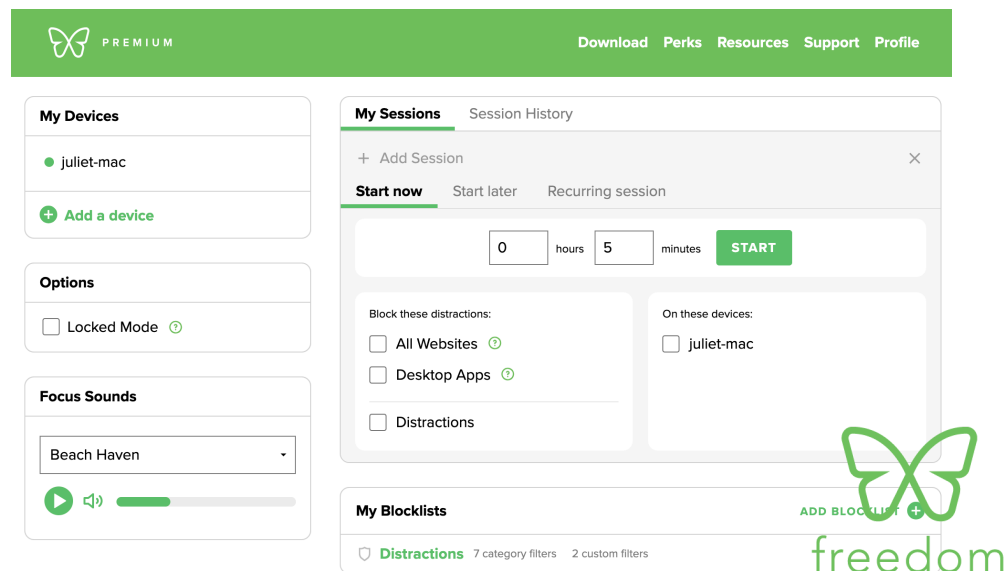 PREMIUM
Download Perks Resources Support Profile
My Devices
juliet-mac
Add a device
Options
Locked Mode ?
Focus Sounds
Beach Haven
My Sessions Session History
+ Add Session
Start now Start later Recurring session
0 hours 5 minutes START
Block these distractions:
All Websites ?
Desktop Apps ?
Distractions
On these devices:
juliet-mac
My Blocklists ADD BLOCKLIST
Distractions 7 category filters 2 custom filters
freedom